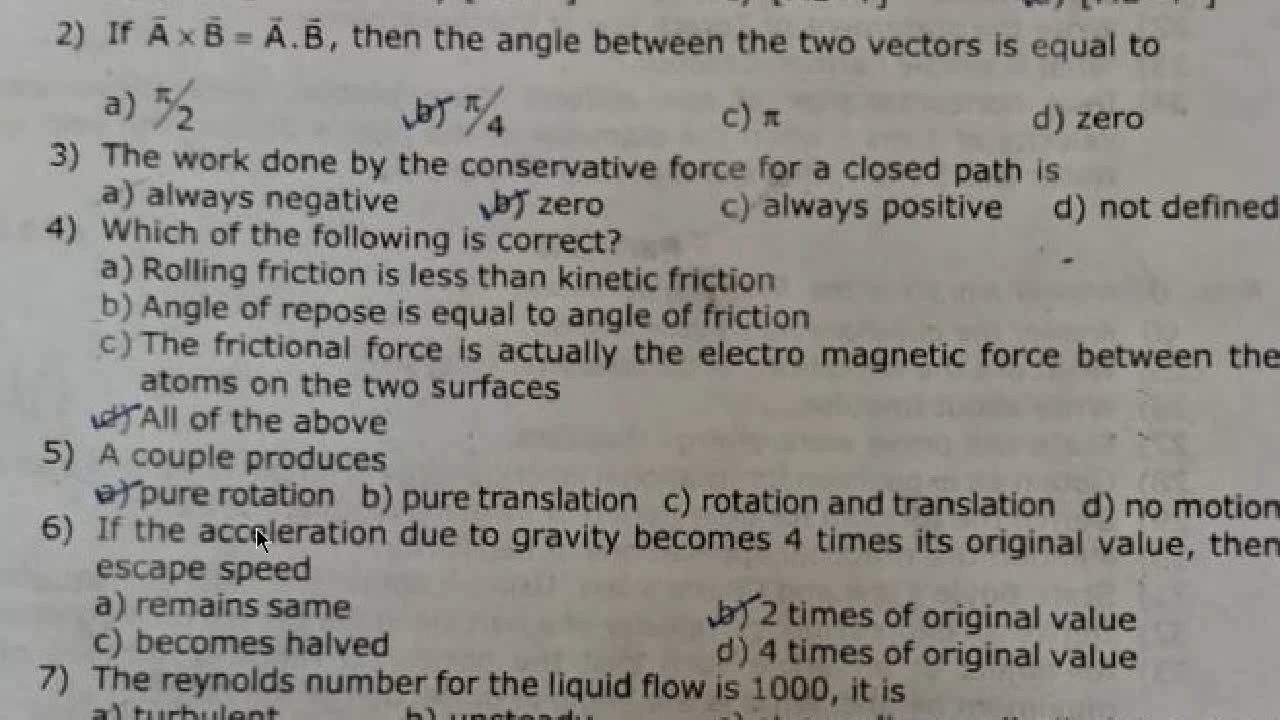 2) If A⃗ × B⃗ = A⃗.B⃗, then the angle between the two vectors is equal to
a) π/2 b) π/4 c) π d) zero
3) The work done by the conservative force for a closed path is
a) always negative b) zero c) always positive d) not defined
4) Which of the following is correct?
a) Rolling friction is less than kinetic friction
b) Angle of repose is equal to angle of friction
c) The frictional force is actually the electro magnetic force between the
atoms on the two surfaces
d) All of the above
5) A couple produces
a) pure rotation b) pure translation c) rotation and translation d) no motion
6) If the acceleration due to gravity becomes 4 times its original value, then
escape speed
a) remains same b) 2 times of original value
c) becomes halved d) 4 times of original value
7) The reynolds number for the liquid flow is 1000, it is
a) turbulent b) unsteady